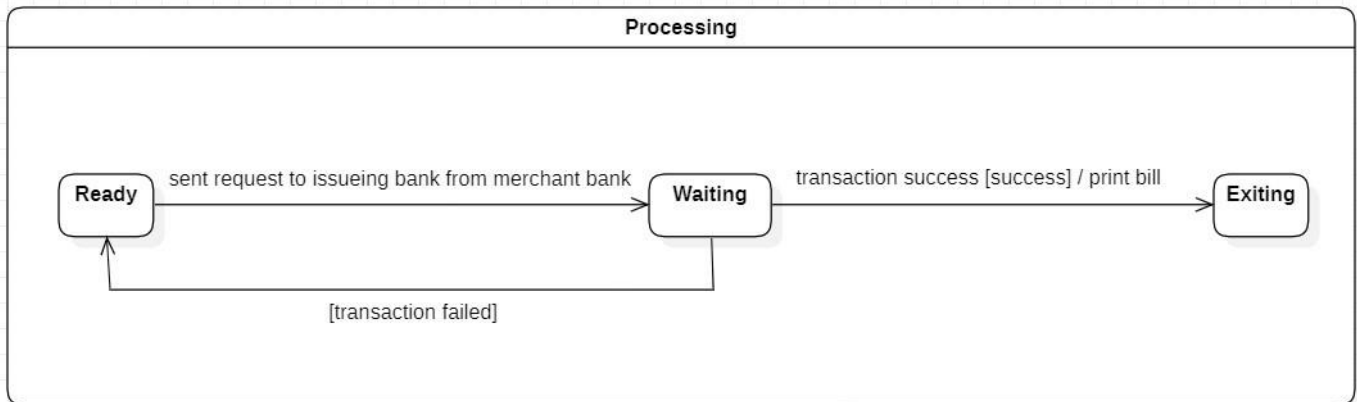 Processing
Ready
sent request to issueing bank from merchant bank
Waiting
transaction success [success] / print bill
Exiting
[transaction failed]